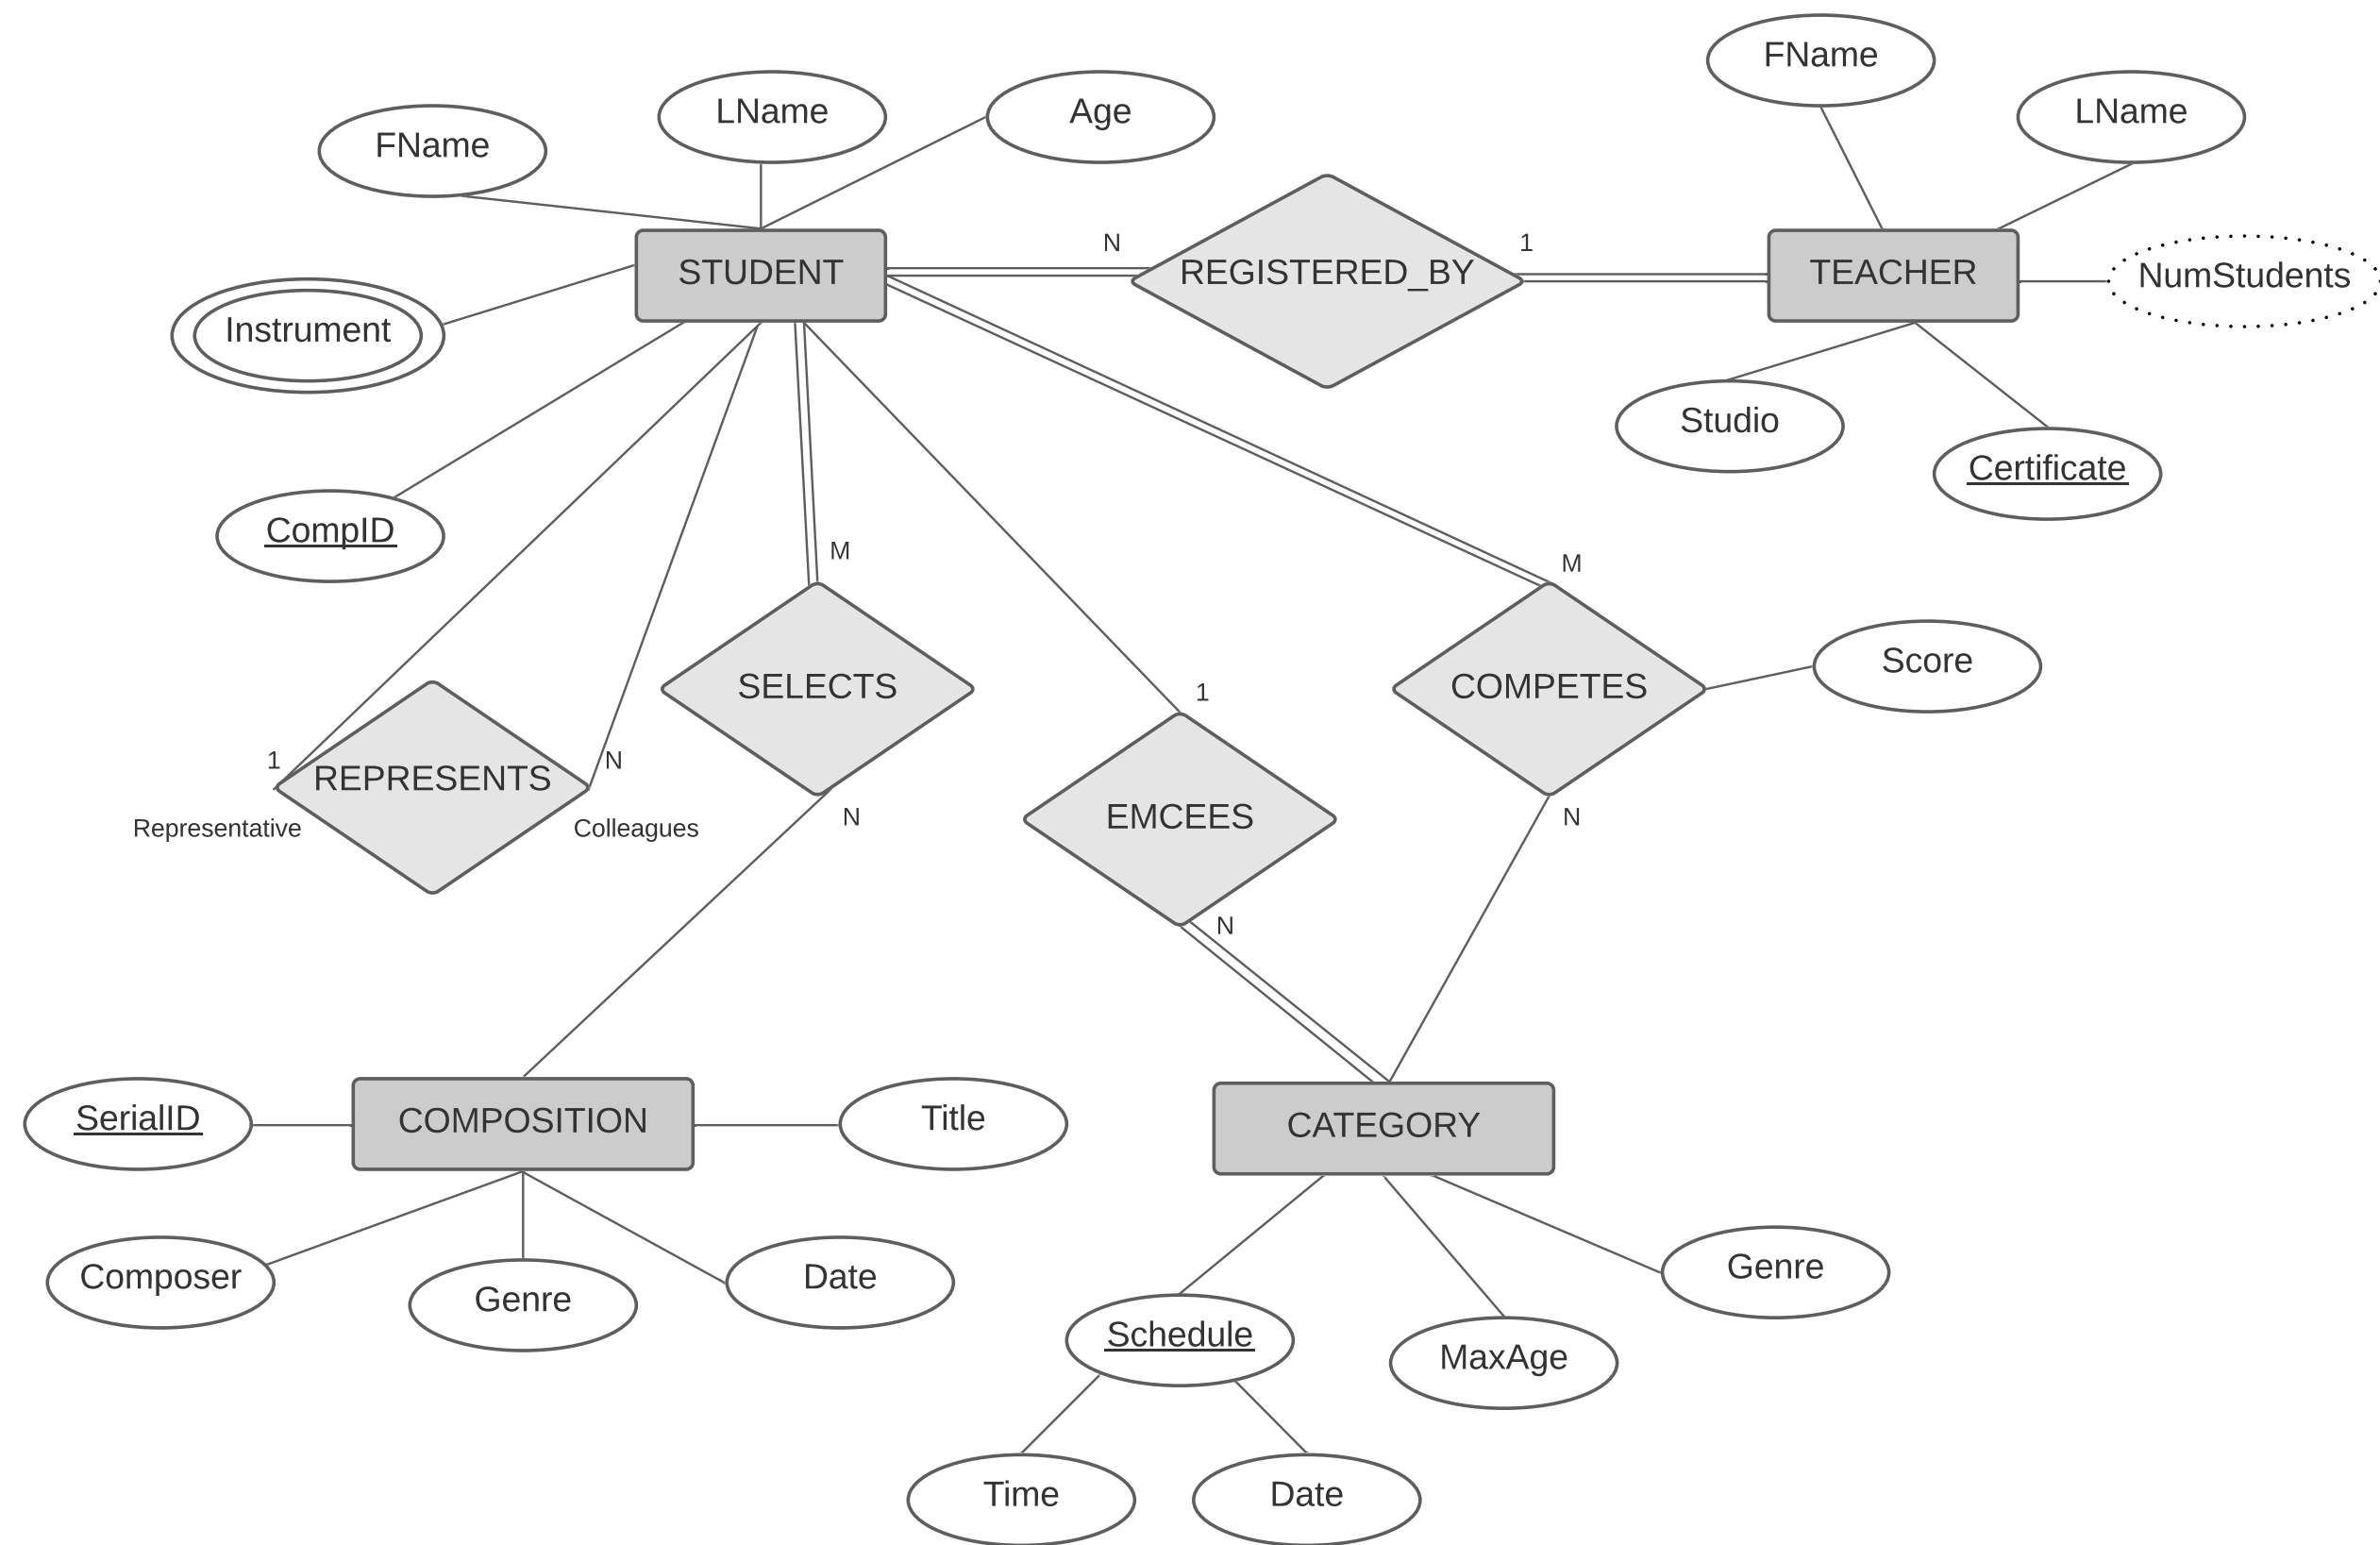 FName
LName
Age
FName
LName
STUDENT
N
REGISTERED_BY
1
TEACHER
NumStudents
Instrument
Studio
Certificate
CompID
M
M
SELECTS
COMPETES
Score
1
1
REPRESENTS
N
Representative
Colleagues
N
EMCEES
N
N
SerialID
COMPOSITION
Title
CATEGORY
Composer
Genre
Date
Genre
Schedule
MaxAge
Time
Date